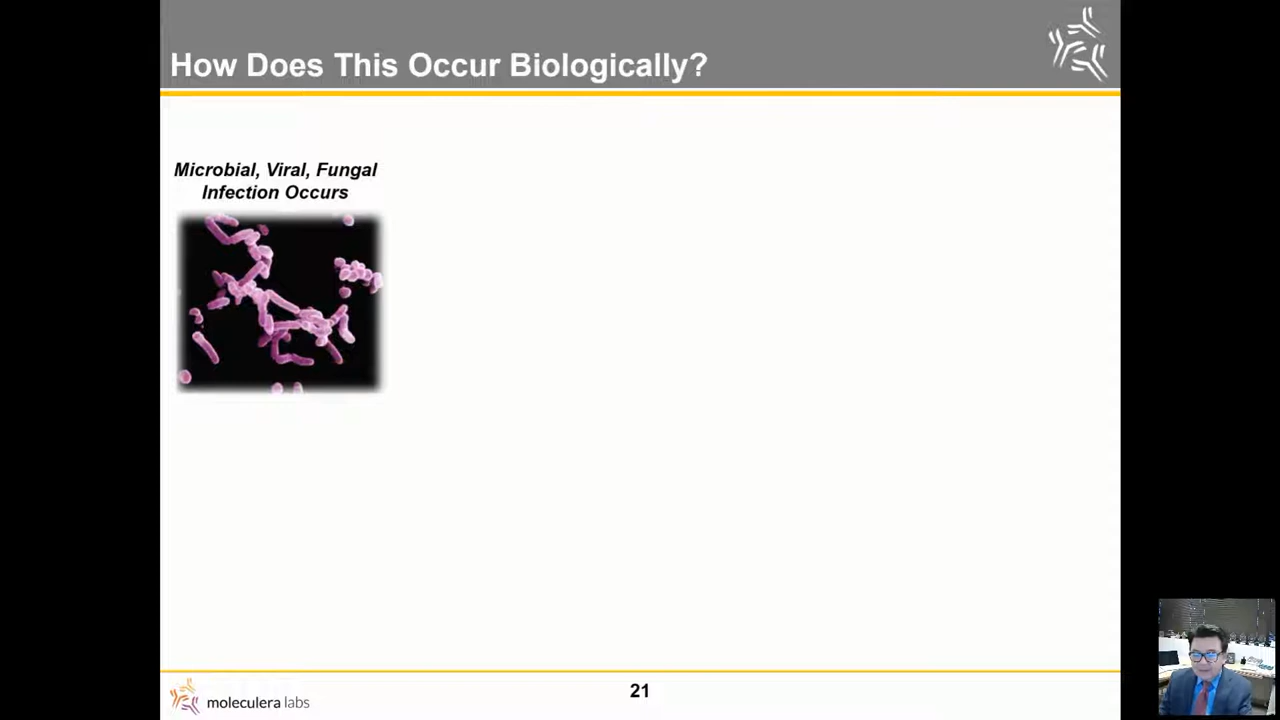 How Does This Occur Biologically?
Microbial, Viral, Fungal
Infection Occurs
moleculera labs
21